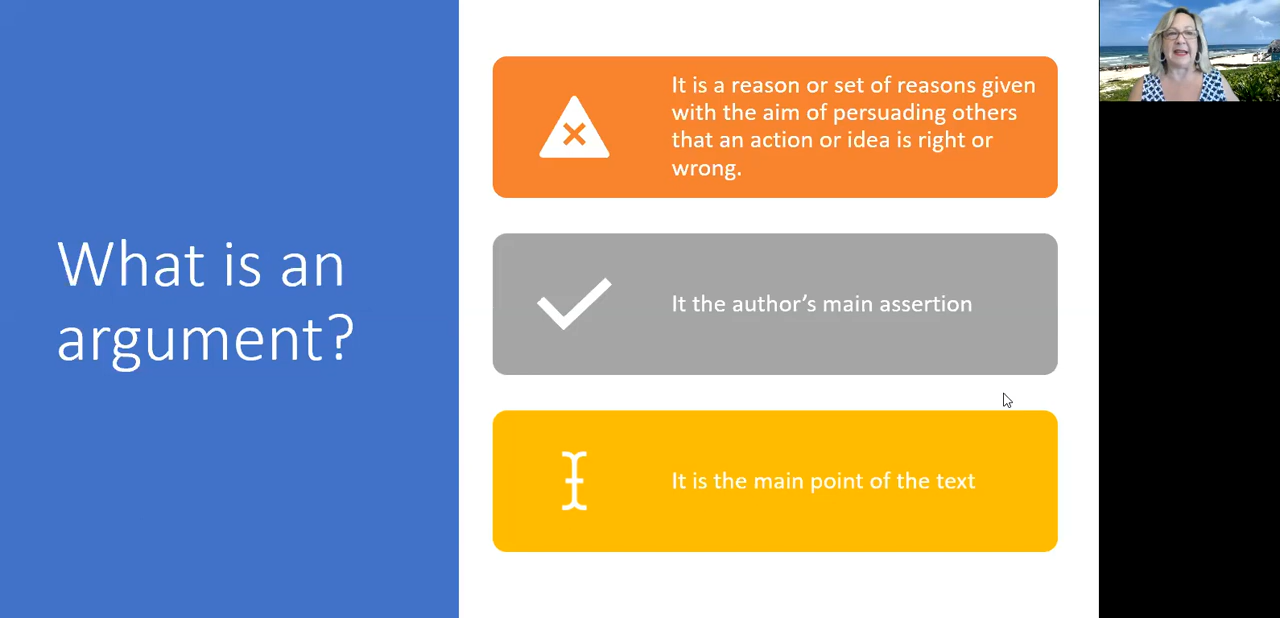 What is an
argument?
It is a reason or set of reasons given
with the aim of persuading others
that an action or idea is right or
wrong.
It the author’s main assertion
It is the main point of the text